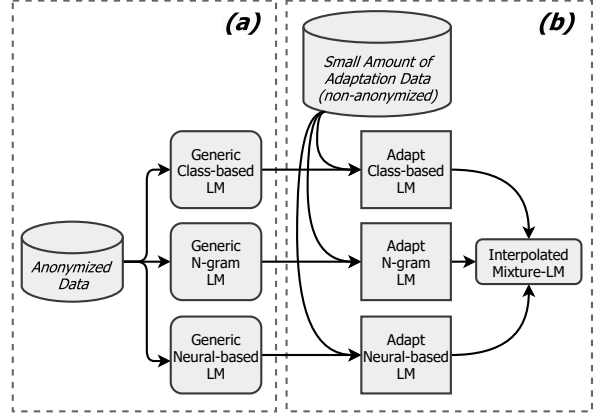 (a)
(b)
Small Amount of
Adaptation Data
(non-anonymized)
Generic
Class-based
LM
Adapt
Class-based
LM
Anonymized
Data
Generic
N-gram
LM
Adapt
N-gram
LM
Interpolated
Mixture-LM
Generic
Neural-based
LM
Adapt
Neural-based
LM